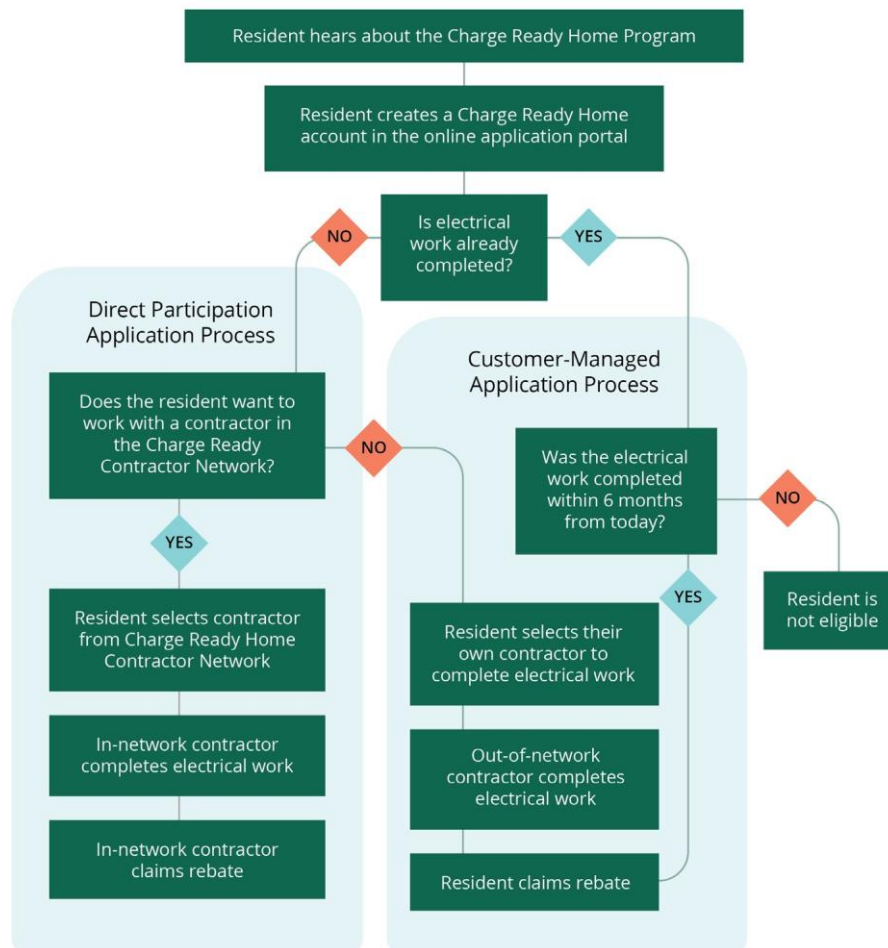 Resident hears about the Charge Ready Home Program
Resident creates a Charge Ready Home
account in the online application portal
Is electrical
work already
completed?
NO
YES
Direct Participation
Application Process
Does the resident want to
work with a contractor in
the Charge Ready
Contractor Network?
NO
YES
Resident selects contractor
from Charge Ready Home
Contractor Network
In-network contractor
completes electrical work
In-network contractor
claims rebate
Customer-Managed
Application Process
Was the electrical
work completed
within 6 months
from today?
NO
YES
Resident is
not eligible
Resident selects their
own contractor to
complete electrical work
Out-of-network
contractor completes
electrical work
Resident claims rebate